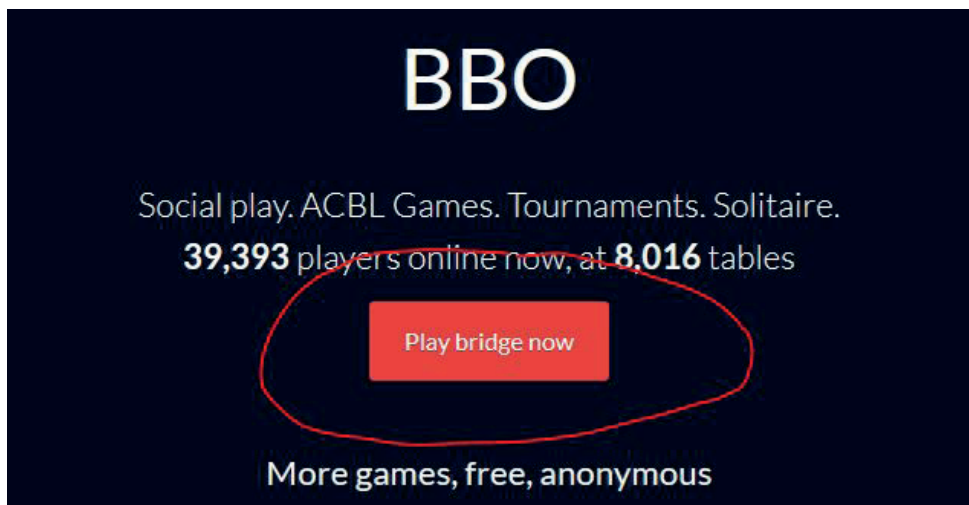 BBO
Social play. ACBL Games. Tournaments. Solitaire.
39,393 players online now, at 8,016 tables
Play bridge now
More games, free, anonymous